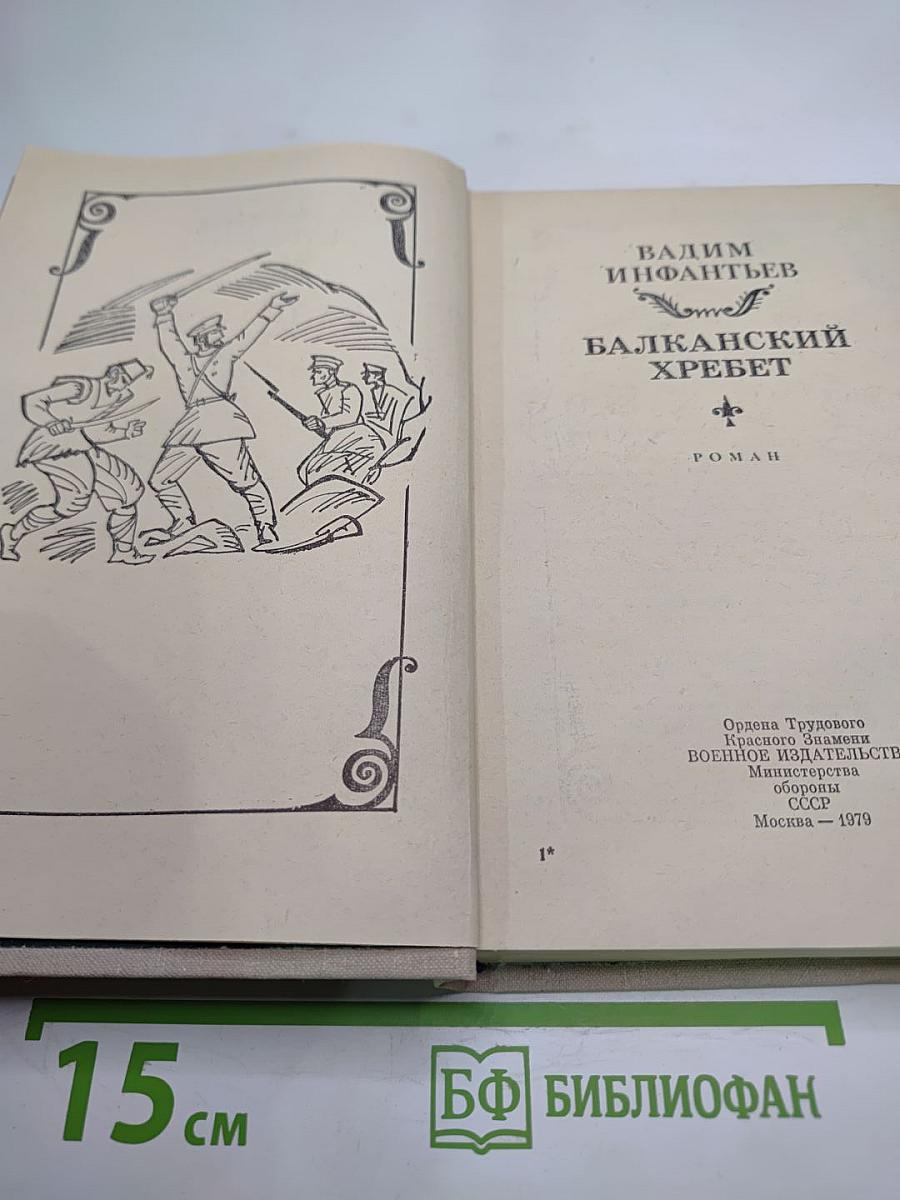 ВАДИМ
ИНФАНТЬЕВ
БАЛКАНСКИЙ
ХРЕБЕТ
РОМАН
Ордена Трудового
Красного Знамени
ВОЕННОЕ ИЗДАТЕЛЬСТВ
Министерства
обороны
СССР
Москва — 1979
1*
15 см
БФ БИБЛИОФАН